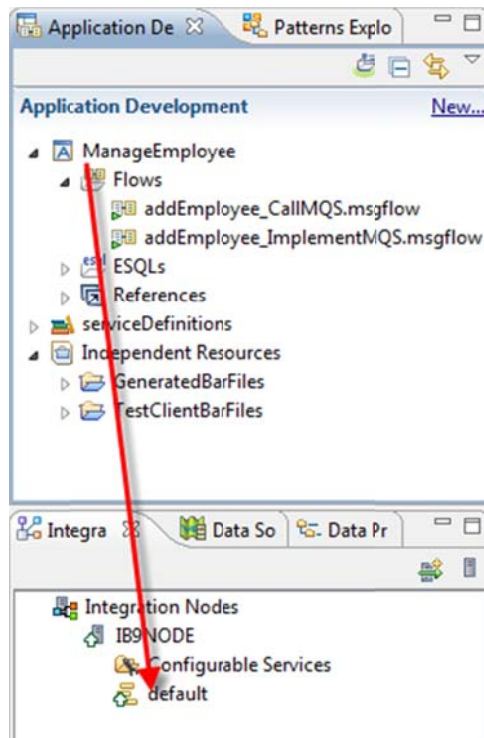 Application De Patterns Explo
Application Development New...
ManageEmployee
Flows
addEmployee_CallMQS.msgflow
addEmployee_ImplementMQS.msgflow
ESQLs
References
serviceDefinitions
Independent Resources
GeneratedBarFiles
TestClientBarFiles
Integra Data So Data Pr
Integration Nodes
IB9NODE
Configurable Services
default